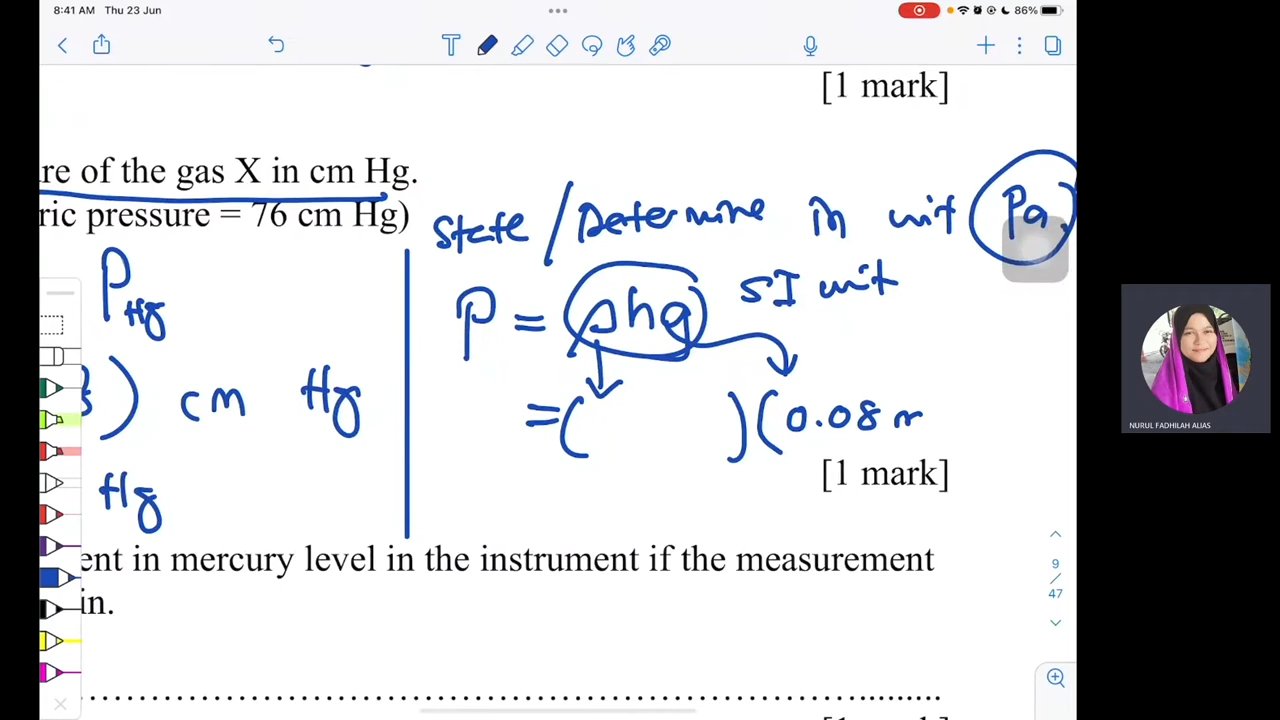 8:41 AM Thu 23 Jun
86%
[1 mark]
re of the gas X in cm Hg.
ric pressure = 76 cm Hg)
State / Determine in unit Pa
SI unit
P = ρhg
= ( ) (0.08 m
P Hg
) cm Hg
Hg
[1 mark]
ent in mercury level in the instrument if the measurement
in.
9
/
47
NURUL FADHILAH ALIAS